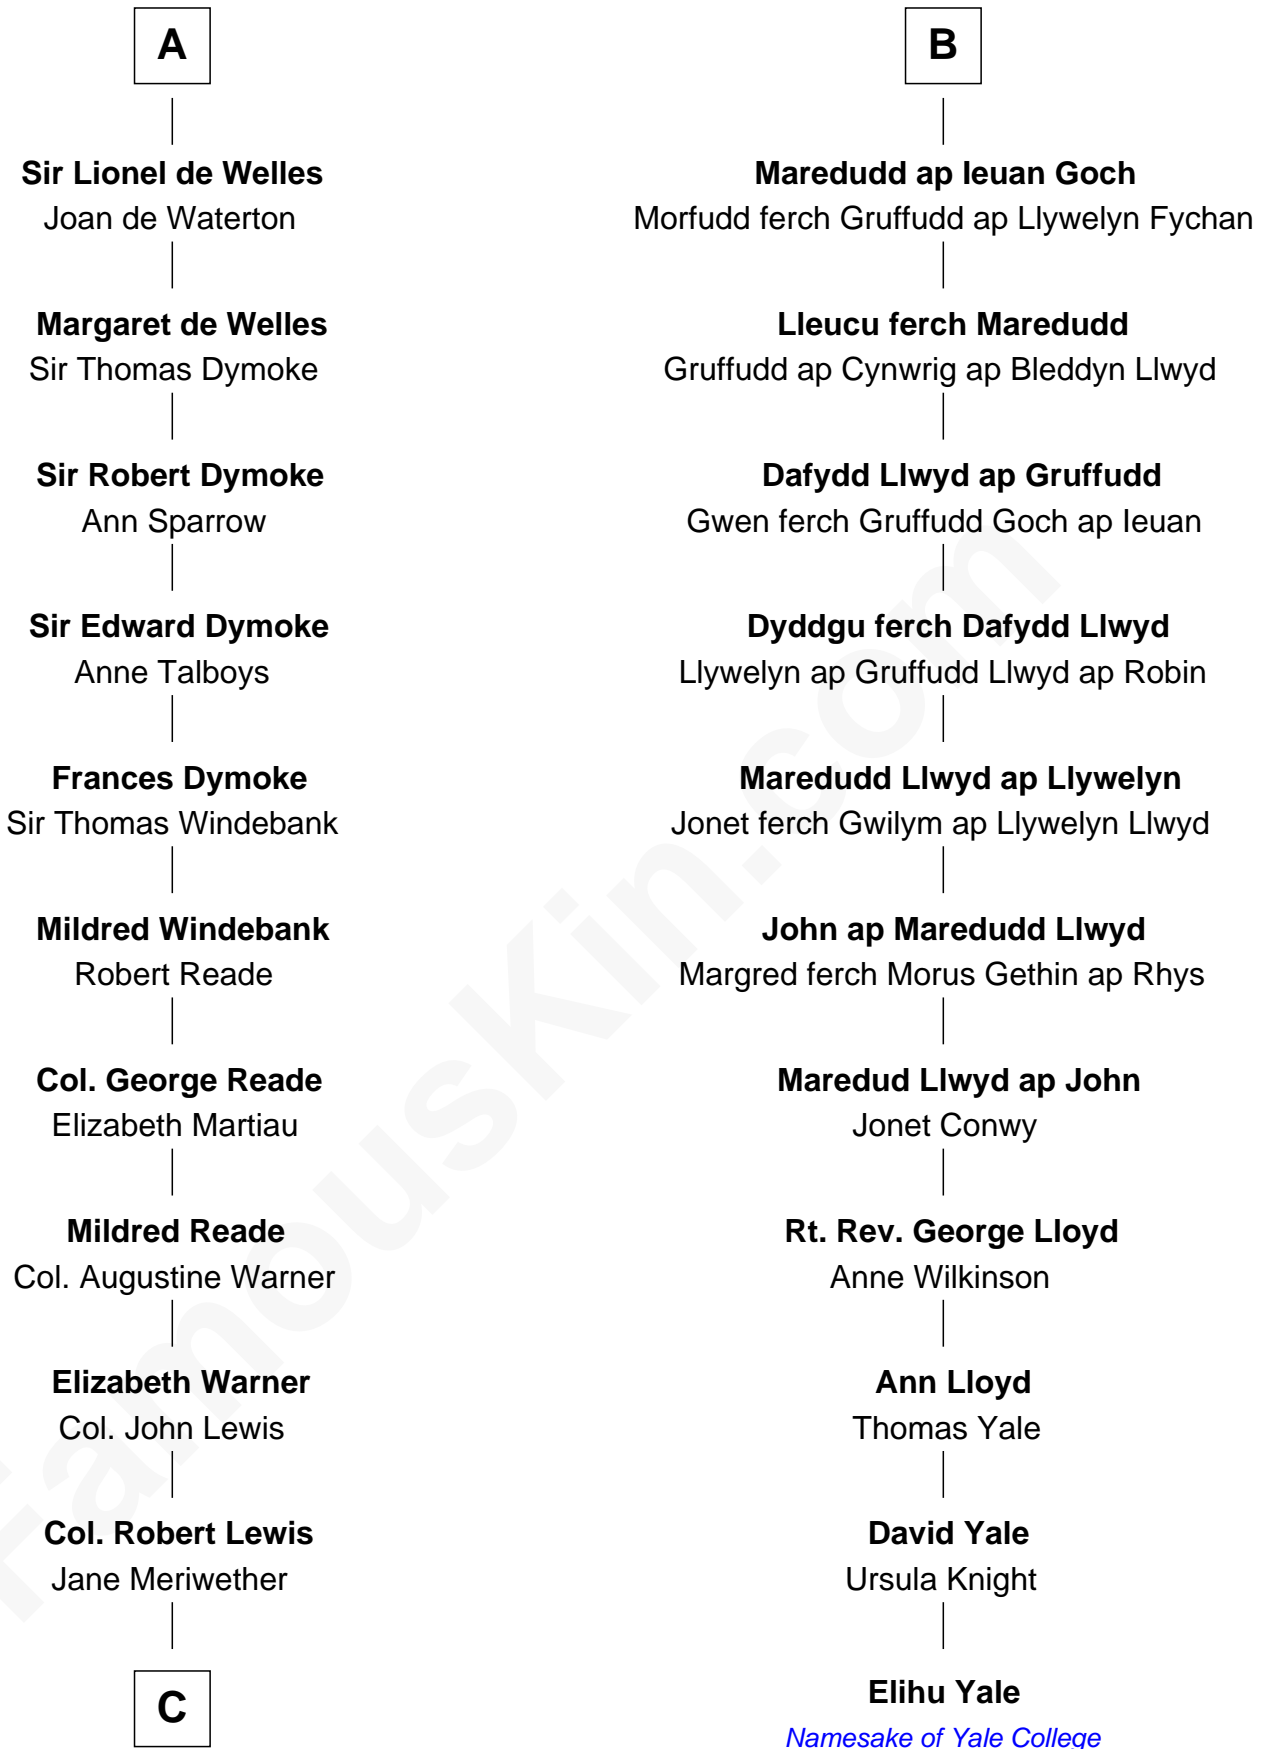 A
Sir Lionel de Welles
Joan de Waterton
Margaret de Welles
Sir Thomas Dymoke
Sir Robert Dymoke
Ann Sparrow
Sir Edward Dymoke
Anne Talboys
Frances Dymoke
Sir Thomas Windebank
Mildred Windebank
Robert Reade
Col. George Reade
Elizabeth Martiau
Mildred Reade
Col. Augustine Warner
Elizabeth Warner
Col. John Lewis
Col. Robert Lewis
Jane Meriwether
C
B
Maredudd ap Ieuan Goch
Morfudd ferch Gruffudd ap Llywelyn Fychan
Lleucu ferch Maredudd
Gruffudd ap Cynwrig ap Bleddyn Llwyd
Dafydd Llwyd ap Gruffudd
Gwen ferch Gruffudd Goch ap Ieuan
Dyddgu ferch Dafydd Llwyd
Llywelyn ap Gruffudd Llwyd ap Robin
Maredudd Llwyd ap Llywelyn
Jonet ferch Gwilym ap Llywelyn Llwyd
John ap Maredudd Llwyd
Margred ferch Morus Gethin ap Rhys
Maredud Llwyd ap John
Jonet Conwy
Rt. Rev. George Lloyd
Anne Wilkinson
Ann Lloyd
Thomas Yale
David Yale
Ursula Knight
Elihu Yale
Namesake of Yale College
FamousKin.com